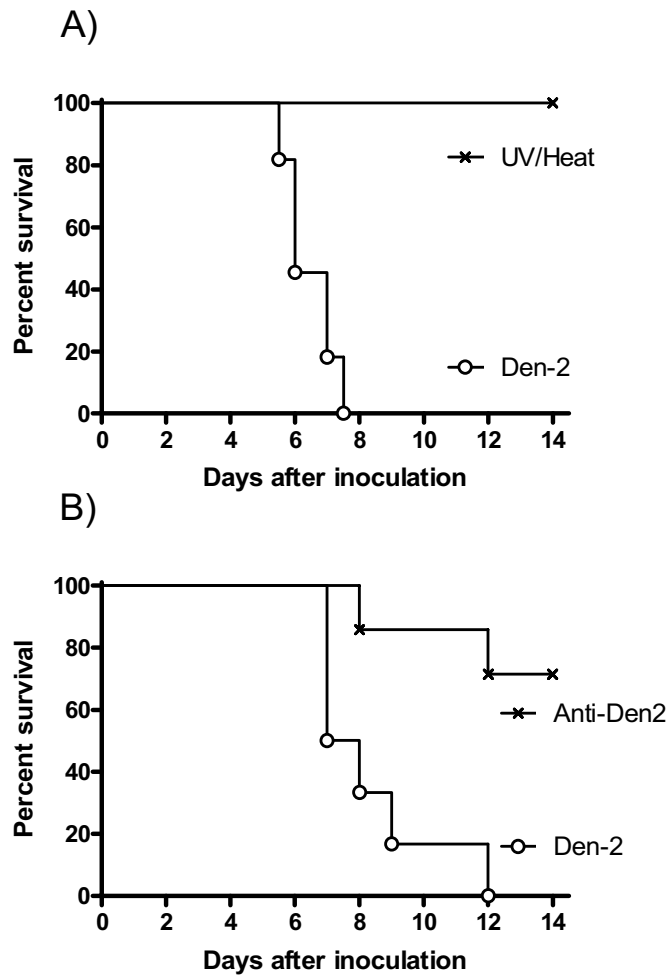 A)
Percent survival
100
80
60
40
20
0
UV/Heat
Den-2
0 2 4 6 8 10 12 14
Days after inoculation
B)
Percent survival
100
80
60
40
20
0
Anti-Den2
Den-2
0 2 4 6 8 10 12 14
Days after inoculation